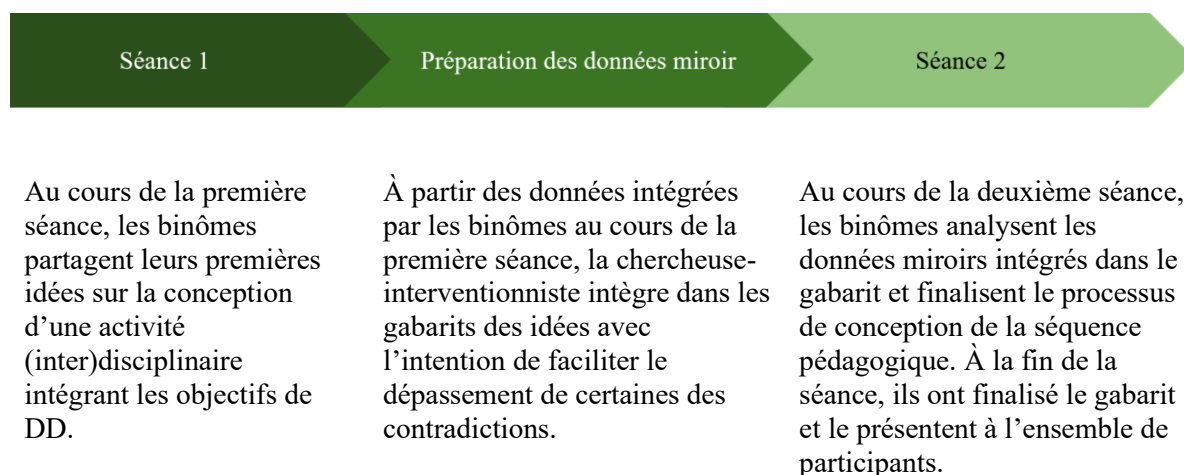 Séance 1
Préparation des données miroir
Séance 2
Au cours de la première
séance, les binômes
partagent leurs premières
idées sur la conception
d’une activité
(inter)disciplinaire
intégrant les objectifs de
DD.
À partir des données intégrées
par les binômes au cours de la
première séance, la chercheuse-
interventionniste intègre dans les
gabarits des idées avec
l’intention de faciliter le
dépassement de certaines des
contradictions.
Au cours de la deuxième séance,
les binômes analysent les
données miroirs intégrés dans le
gabarit et finalisent le processus
de conception de la séquence
pédagogique. À la fin de la
séance, ils ont finalisé le gabarit
et le présentent à l’ensemble de
participants.